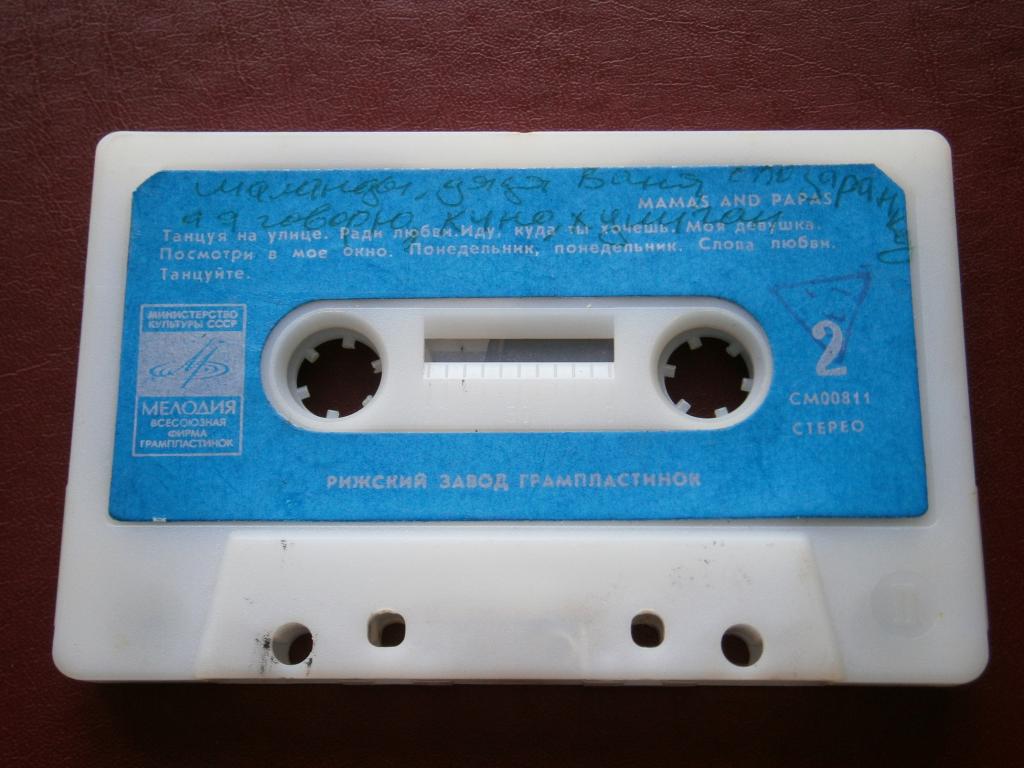 дядя Ваня спозаранку
я говорю
MAMAS AND PAPAS
Танцуя на улице. Ради любви. Иду, куда ты хочешь. Моя девушка.
Посмотри в мое окно. Понедельник, понедельник. Слова любви.
Танцуйте.
МИНИСТЕРСТВО
КУЛЬТУРЫ СССР
МЕЛОДИЯ
ВСЕСОЮЗНАЯ
ФИРМА
ГРАМПЛАСТИНОК
2
СМ00811
СТЕРЕО
РИЖСКИЙ ЗАВОД ГРАМПЛАСТИНОК